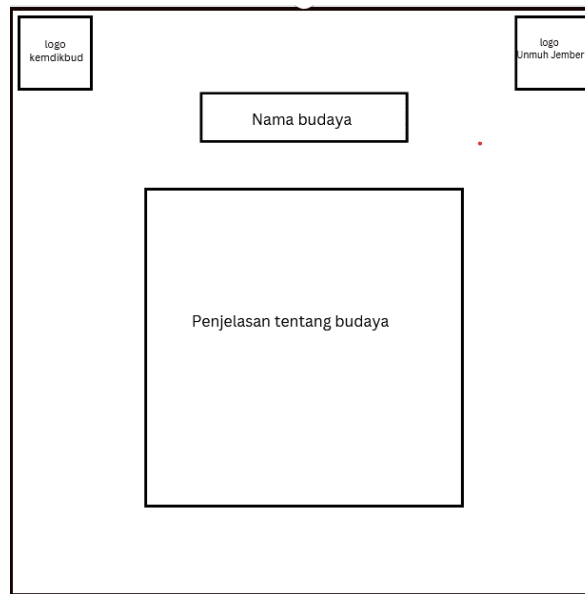 logo
kemdikbud
logo
Unmuh Jember
Nama budaya
Penjelasan tentang budaya